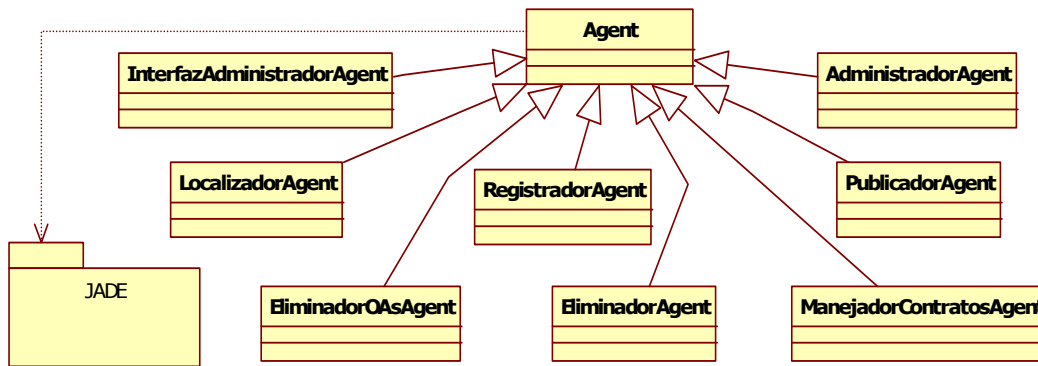 Agent
InterfazAdministradorAgent
AdministradorAgent
LocalizadorAgent
RegistradorAgent
PublicadorAgent
JADE
EliminadorOAsAgent
EliminadorAgent
ManejadorContratosAgent